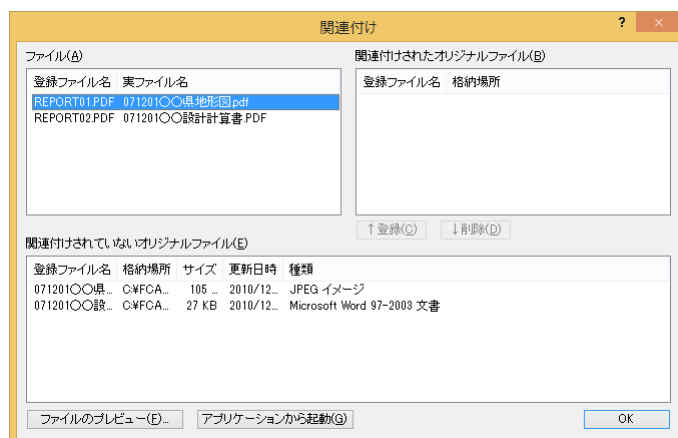 関連付け
? ×
ファイル(A)
登録ファイル名 実ファイル名
REPORT01.PDF 071201〇〇県地形図.pdf
REPORT02.PDF 071201〇〇設計計算書.PDF
関連付けされたオリジナルファイル(B)
登録ファイル名 格納場所
↑登録(C) ↓削除(D)
関連付けされていないオリジナルファイル(E)
登録ファイル名 格納場所 サイズ 更新日時 種類
071201〇〇県... C:¥FCA... 105 ... 2010/12... JPEG イメージ
071201〇〇設... C:¥FCA... 27 KB 2010/12... Microsoft Word 97-2003 文書
ファイルのプレビュー(F)... アプリケーションから起動(G) OK